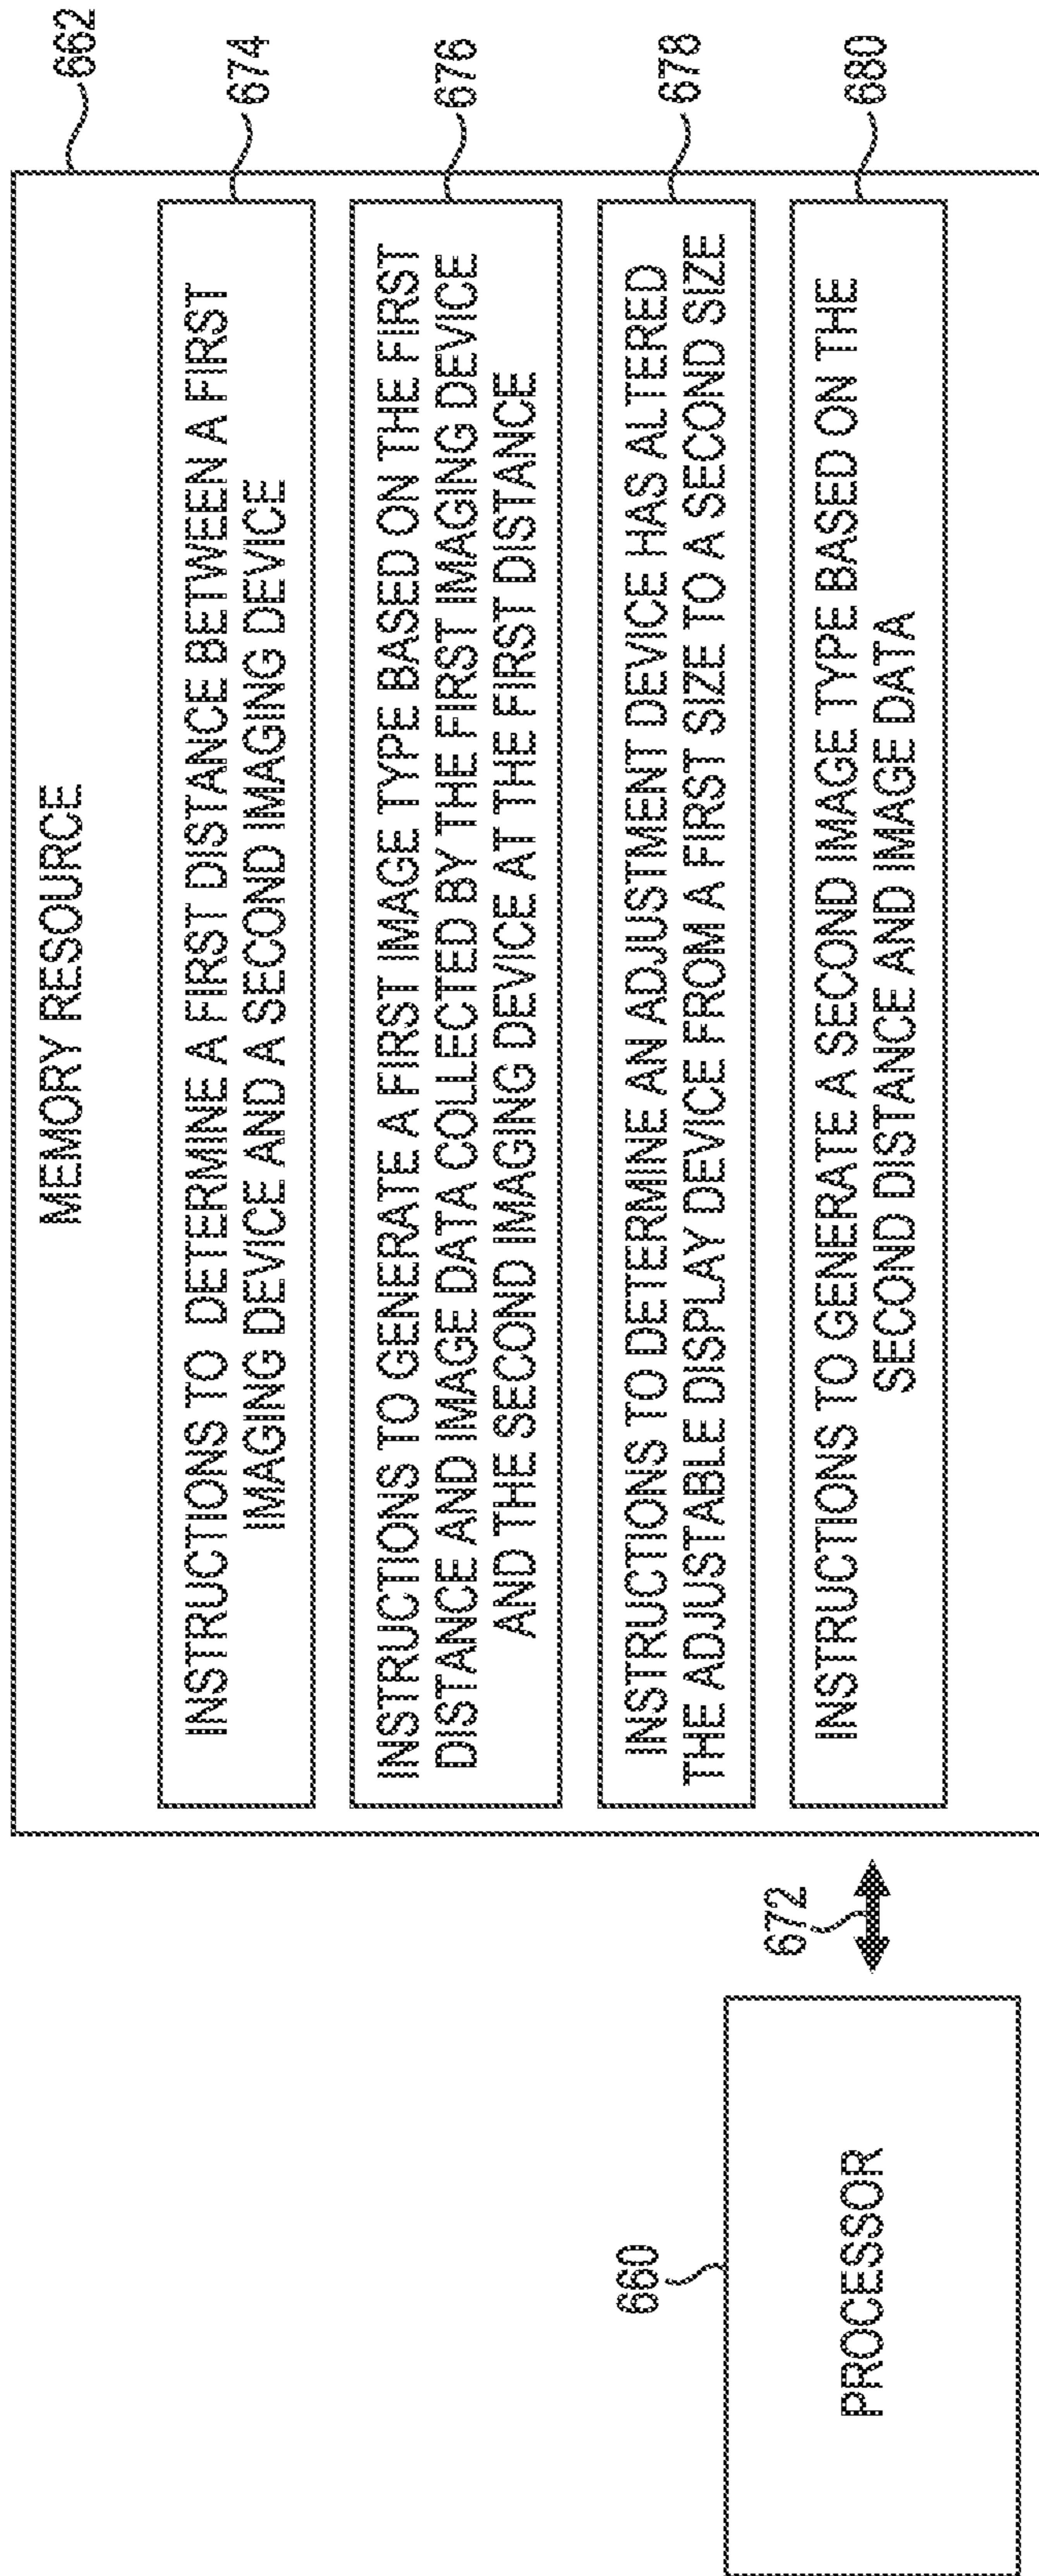 MEMORY RESOURCE
662
INSTRUCTIONS TO DETERMINE A FIRST DISTANCE BETWEEN A FIRST
IMAGING DEVICE AND A SECOND IMAGING DEVICE
674
INSTRUCTIONS TO GENERATE A FIRST IMAGE TYPE BASED ON THE FIRST
DISTANCE AND IMAGE DATA COLLECTED BY THE FIRST IMAGING DEVICE
AND THE SECOND IMAGING DEVICE AT THE FIRST DISTANCE
676
INSTRUCTIONS TO DETERMINE AN ADJUSTMENT DEVICE HAS ALTERED
THE ADJUSTABLE DISPLAY DEVICE FROM A FIRST SIZE TO A SECOND SIZE
678
INSTRUCTIONS TO GENERATE A SECOND IMAGE TYPE BASED ON THE
SECOND DISTANCE AND IMAGE DATA
680
660
PROCESSOR
672